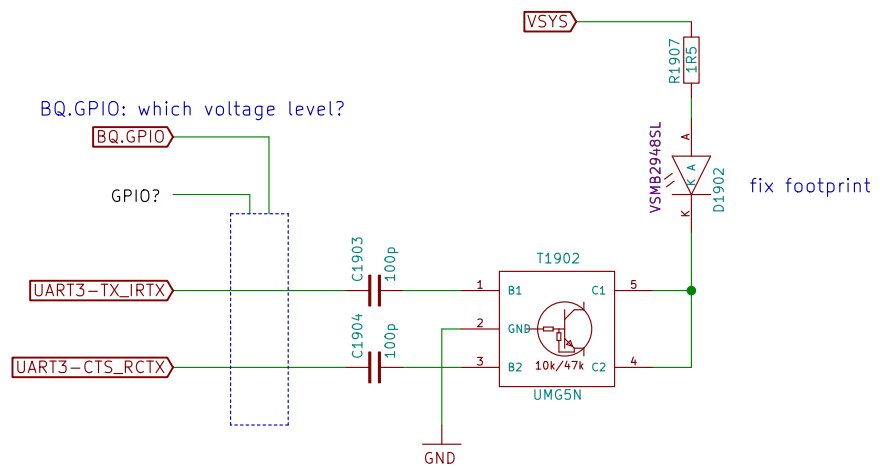 VSYS
R1907
1R5
BQ.GPIO: which voltage level?
BQ.GPIO
A
VSMB2948SL
K A
D1902
fix footprint
GPIO?
K
C1903
100p
T1902
UART3-TX_IRTX
1
B1
C1
5
2
GND
C1904
100p
UART3-CTS_RCTX
3
B2
10k/47k
C2
4
UMG5N
GND